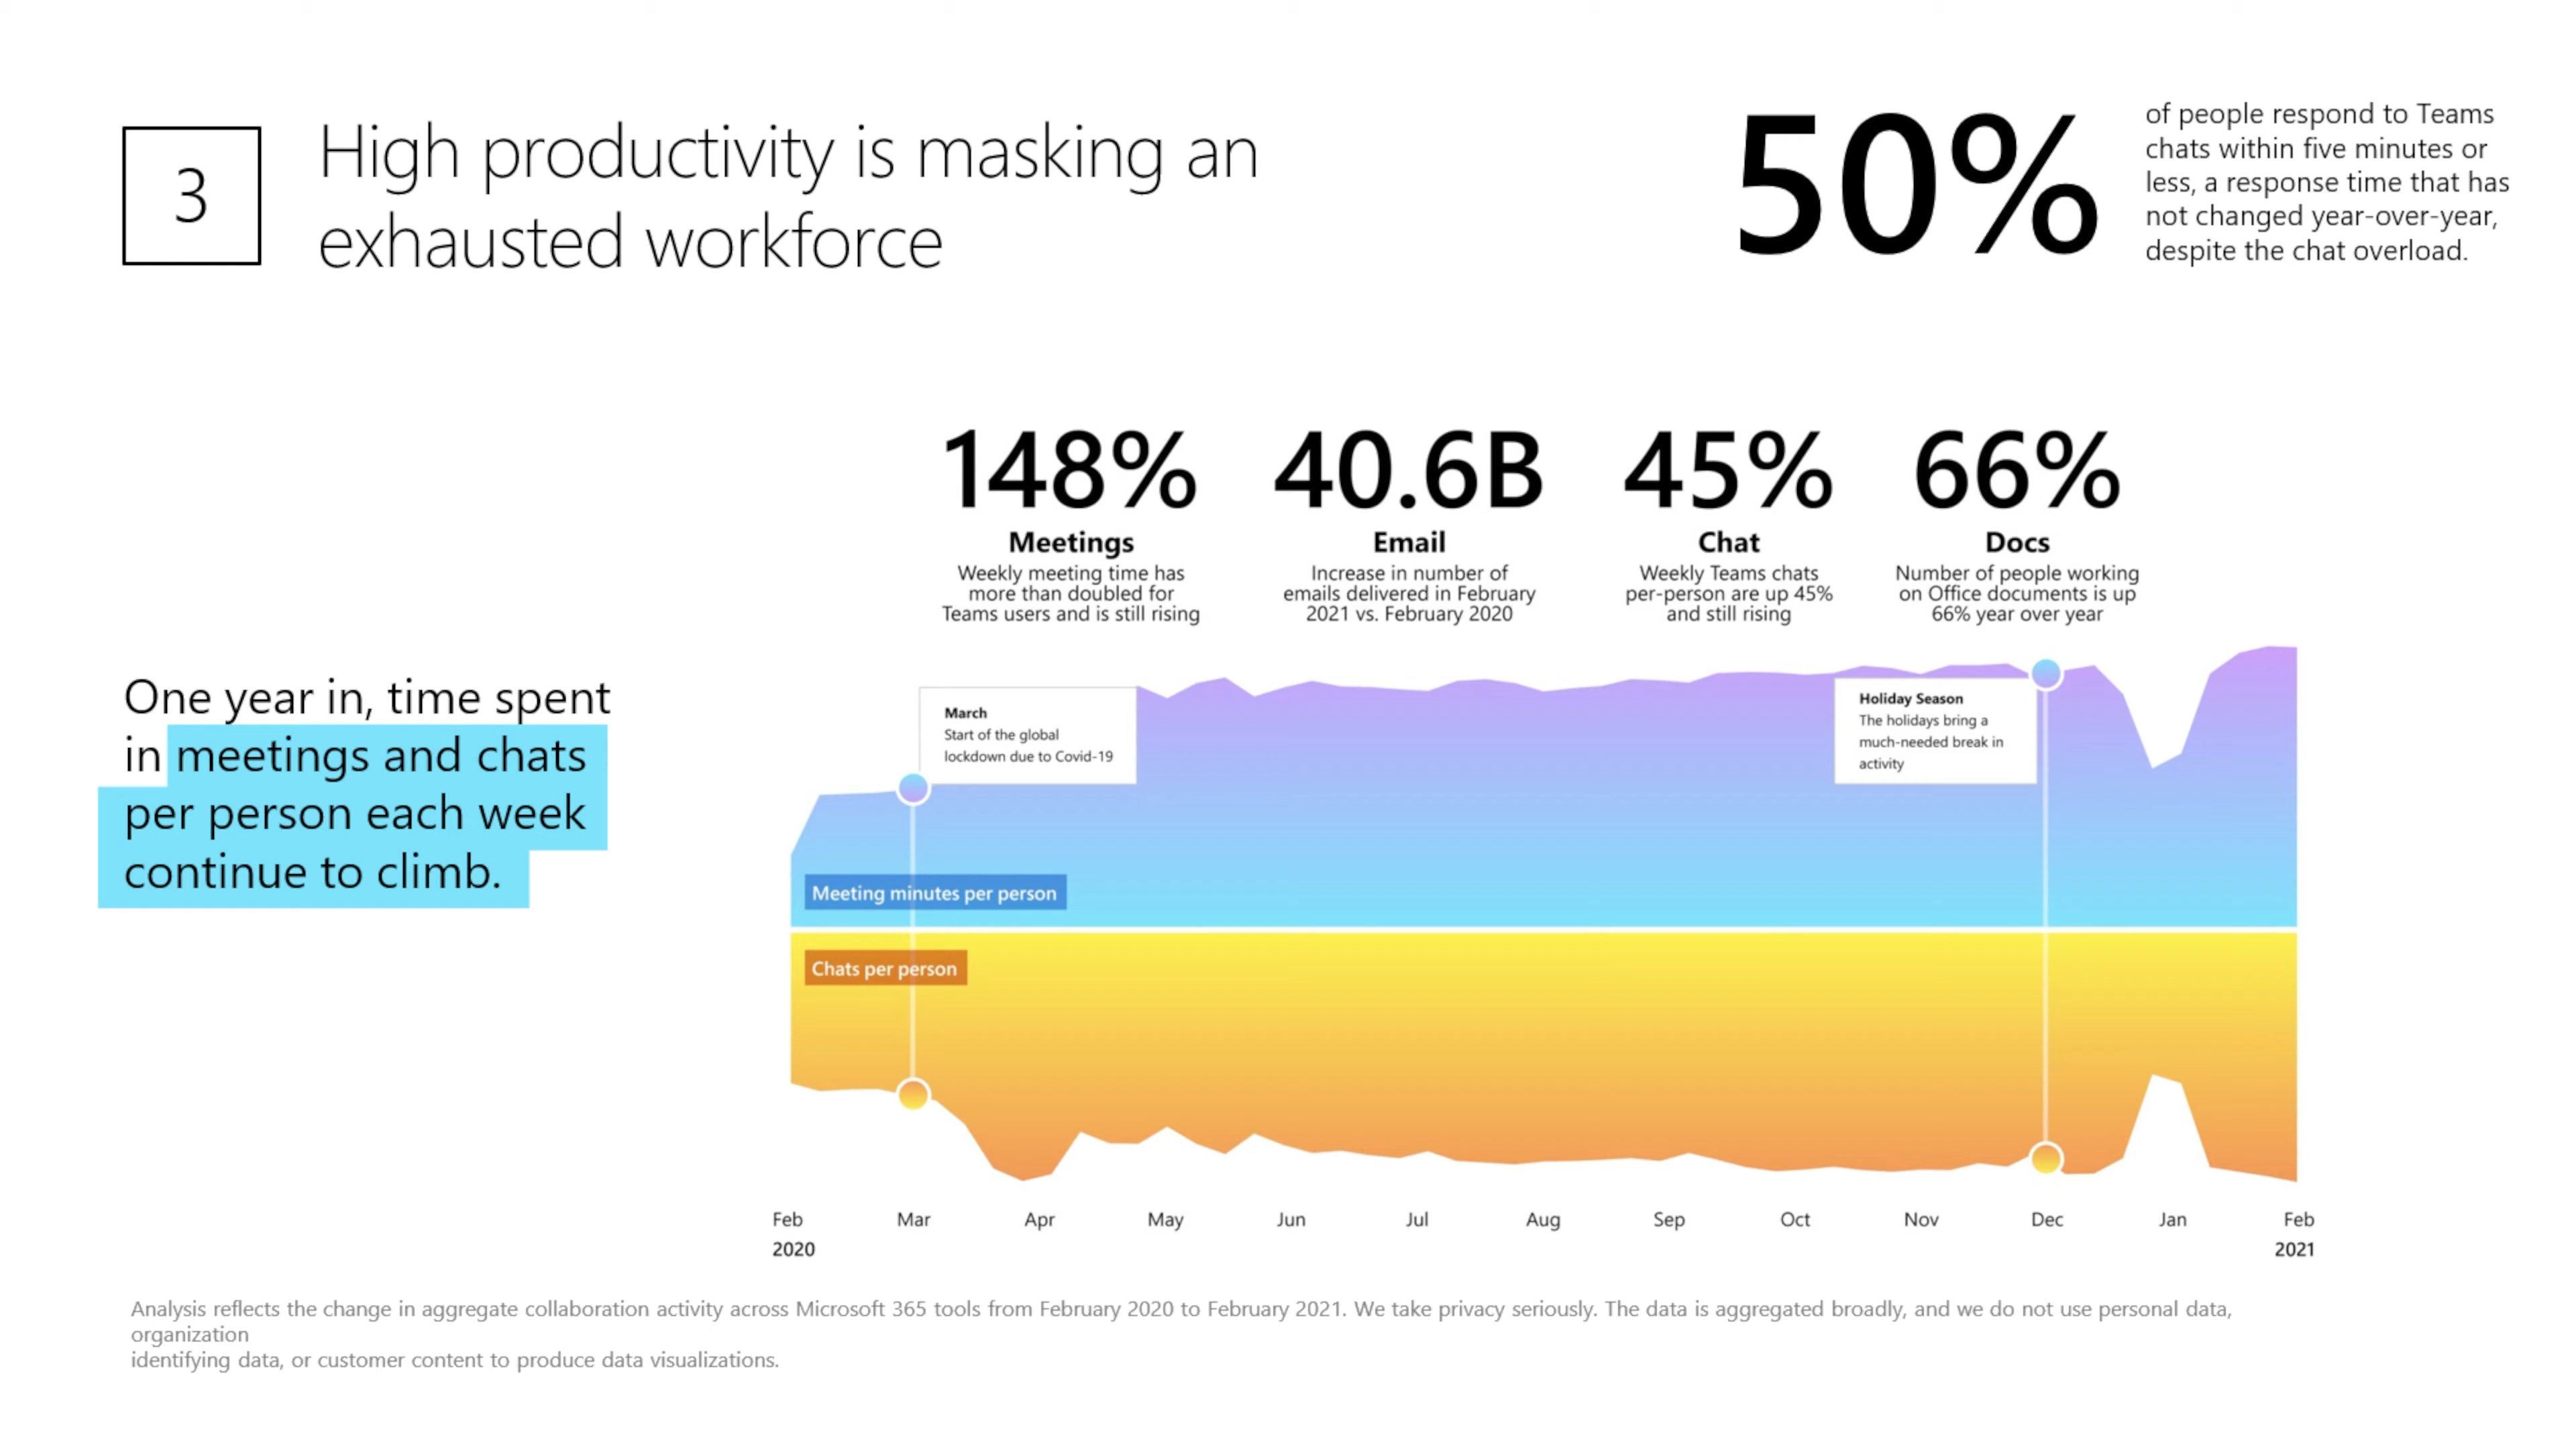 3
High productivity is masking an
exhausted workforce
50%
of people respond to Teams
chats within five minutes or
less, a response time that has
not changed year-over-year,
despite the chat overload.
148%
Meetings
Weekly meeting time has
more than doubled for
Teams users and is still rising
40.6B
Email
Increase in number of
emails delivered in February
2021 vs. February 2020
45%
Chat
Weekly Teams chats
per-person are up 45%
and still rising
66%
Docs
Number of people working
on Office documents is up
66% year over year
One year in, time spent
in meetings and chats
per person each week
continue to climb.
March
Start of the global
lockdown due to Covid-19
Holiday Season
The holidays bring a
much-needed break in
activity
Meeting minutes per person
Chats per person
Feb Mar Apr May Jun Jul Aug Sep Oct Nov Dec Jan Feb
2020 2021
Analysis reflects the change in aggregate collaboration activity across Microsoft 365 tools from February 2020 to February 2021. We take privacy seriously. The data is aggregated broadly, and we do not use personal data,
organization
identifying data, or customer content to produce data visualizations.